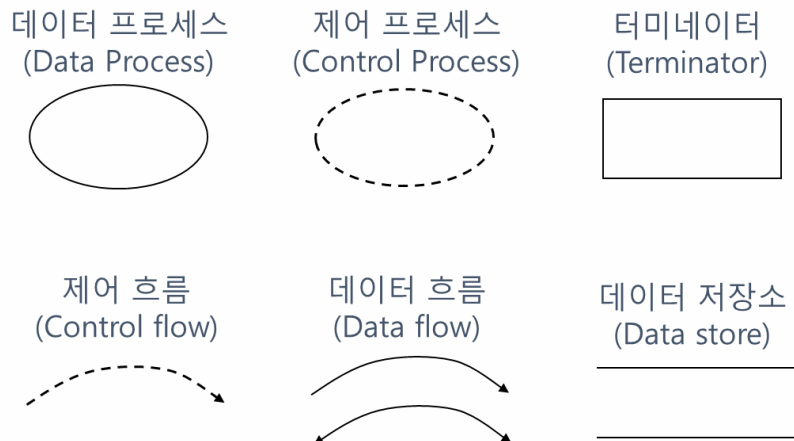 데이터 프로세스
(Data Process)
제어 프로세스
(Control Process)
터미네이터
(Terminator)
제어 흐름
(Control flow)
데이터 흐름
(Data flow)
데이터 저장소
(Data store)